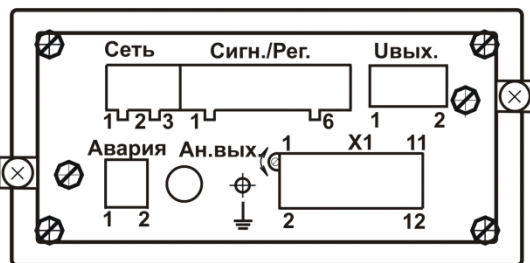 Сеть Сигн./Рег. Uвых.
1 2 3 1 6 1 2
Авария Ан.вых. 1 X1 11
1 2 2 12